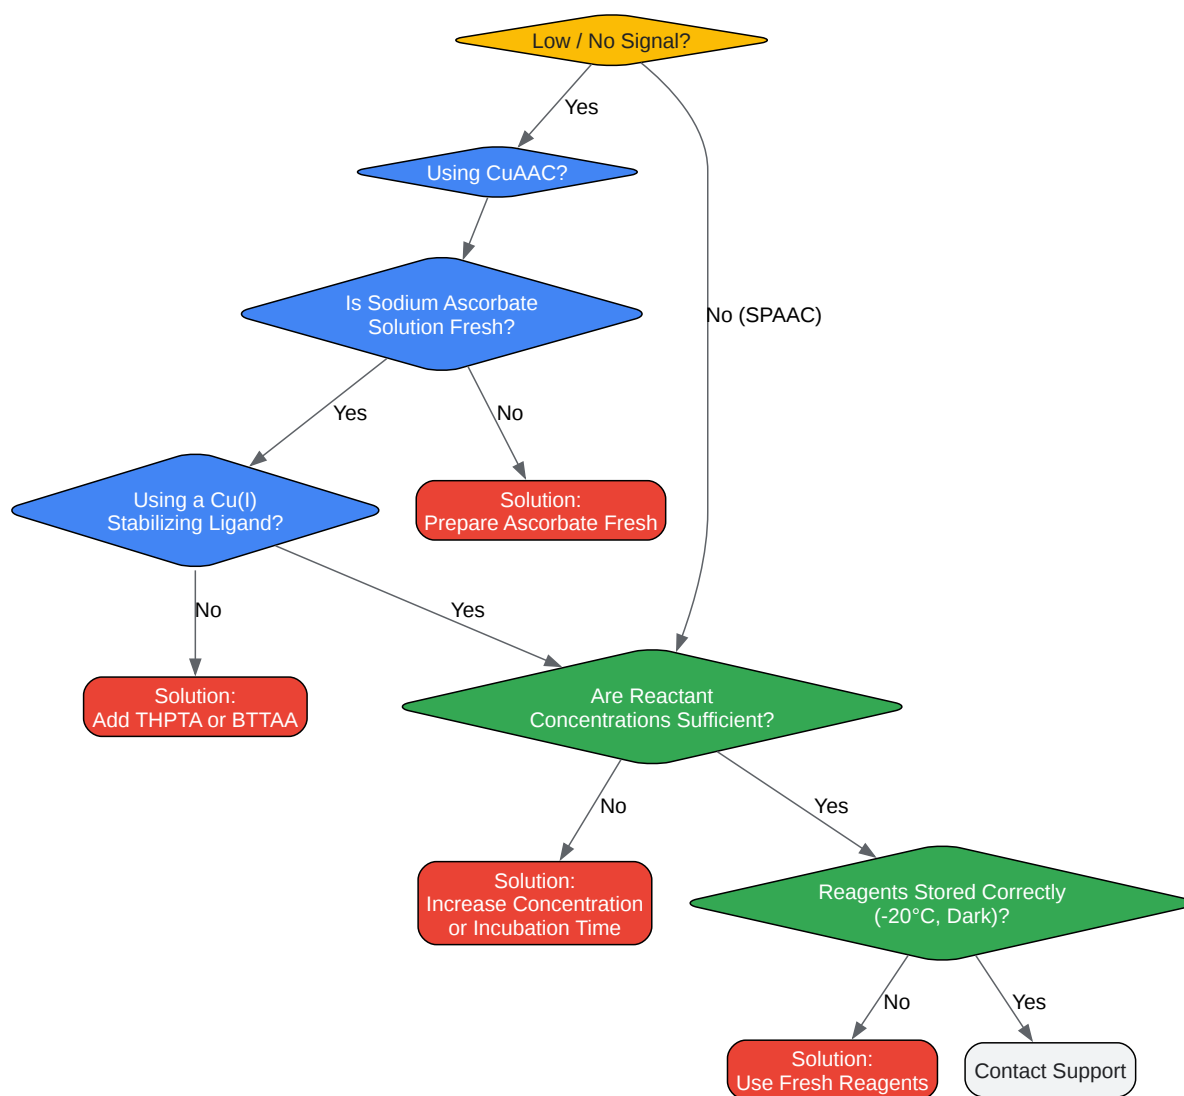 Low / No Signal?
Yes
Using CuAAC?
Is Sodium Ascorbate
Solution Fresh?
No (SPAAC)
Yes
No
Using a Cu(I)
Stabilizing Ligand?
Solution:
Prepare Ascorbate Fresh
No
Yes
Solution:
Add THPTA or BTTAA
Are Reactant
Concentrations Sufficient?
No
Yes
Solution:
Increase Concentration
or Incubation Time
Reagents Stored Correctly
(-20°C, Dark)?
No
Yes
Solution:
Use Fresh Reagents
Contact Support